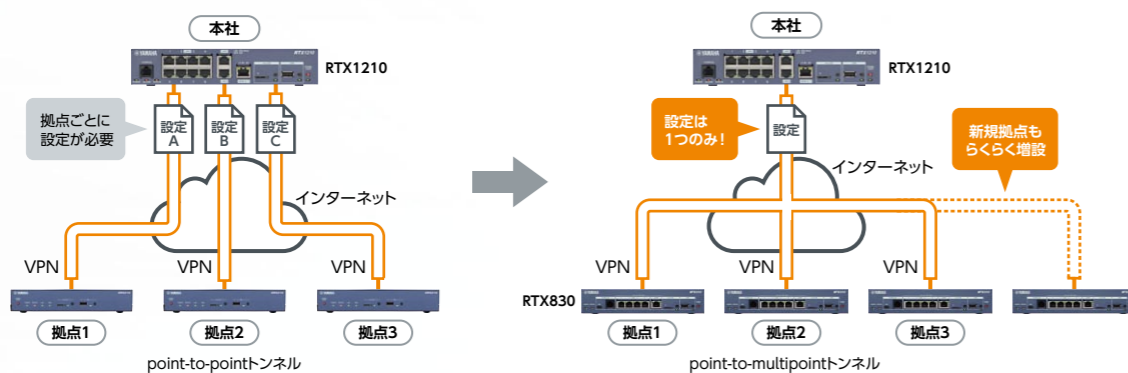 本社
RTX1210
拠点ごとに
設定が必要
設定
A
設定
B
設定
C
インターネット
VPN
VPN
VPN
拠点1
拠点2
拠点3
point-to-pointトンネル
本社
RTX1210
設定は
1つのみ!
設定
新規拠点も
らくらく増設
インターネット
VPN
VPN
VPN
RTX830
拠点1
拠点2
拠点3
point-to-multipointトンネル